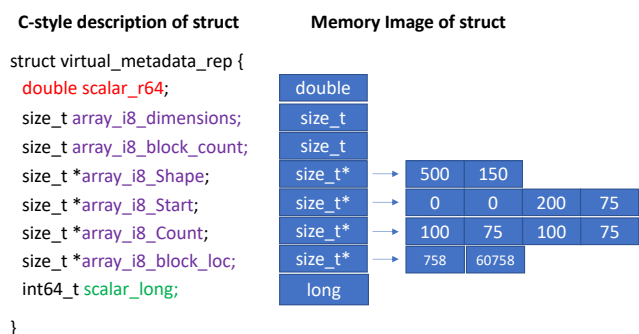 C-style description of struct
Memory Image of struct
struct virtual_metadata_rep {
double scalar_r64;
double
size_t array_i8_dimensions;
size_t
size_t array_i8_block_count;
size_t
size_t *array_i8_Shape;
size_t* 500 150
size_t *array_i8_Start;
size_t* 0 0 200 75
size_t *array_i8_Count;
size_t* 100 75 100 75
size_t *array_i8_block_loc;
size_t* 758 60758
int64_t scalar_long;
long
}